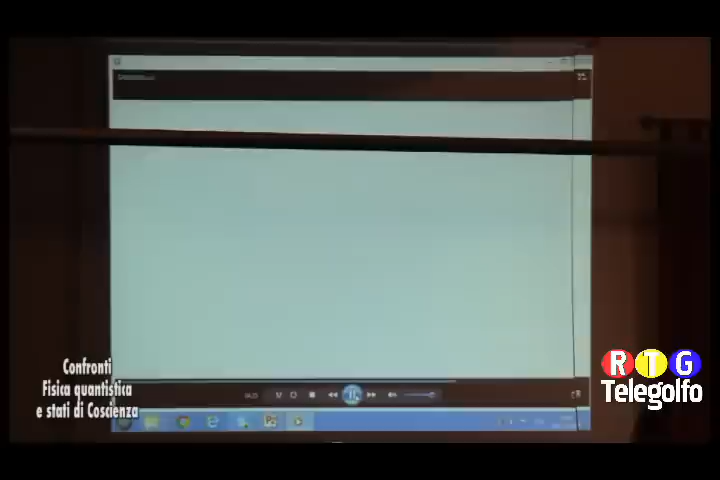 Confronti
Fisica quantistica
e stati di Coscienza
RTG
Telegolfo